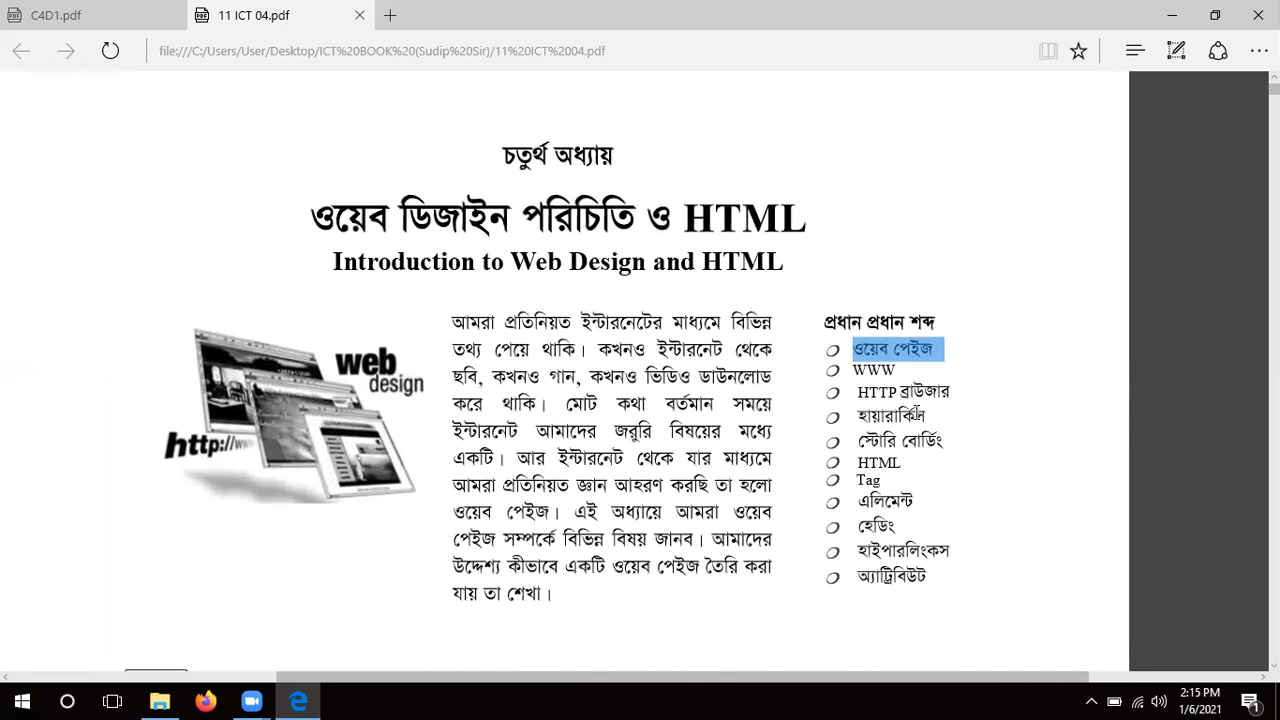 C4D1.pdf
11 ICT 04.pdf
file:///C:/Users/User/Desktop/ICT%20BOOK%20(Sudip%20Sir)/11%20ICT%2004.pdf
চতুর্থ অধ্যায়
ওয়েব ডিজাইন পরিচিতি ও HTML
Introduction to Web Design and HTML
web
design
http://w
আমরা প্রতিনিয়ত ইন্টারনেটের মাধ্যমে বিভিন্ন
তথ্য পেয়ে থাকি। কখনও ইন্টারনেট থেকে
ছবি, কখনও গান, কখনও ভিডিও ডাউনলোড
করে থাকি। মোট কথা বর্তমান সময়ে
ইন্টারনেট আমাদের জরুরি বিষয়ের মধ্যে
একটি। আর ইন্টারনেট থেকে যার মাধ্যমে
আমরা প্রতিনিয়ত জ্ঞান আহরণ করছি তা হলো
ওয়েব পেইজ। এই অধ্যায়ে আমরা ওয়েব
পেইজ সম্পর্কে বিভিন্ন বিষয় জানব। আমাদের
উদ্দেশ্য কীভাবে একটি ওয়েব পেইজ তৈরি করা
যায় তা শেখা।
প্রধান প্রধান শব্দ
ওয়েব পেইজ
WWW
HTTP ব্রাউজার
হায়ারার্কিল
স্টোরি বোর্ডিং
HTML
Tag
এলিমেন্ট
হেডিং
হাইপারলিংকস
অ্যাট্রিবিউট
2:15 PM
1/6/2021
1